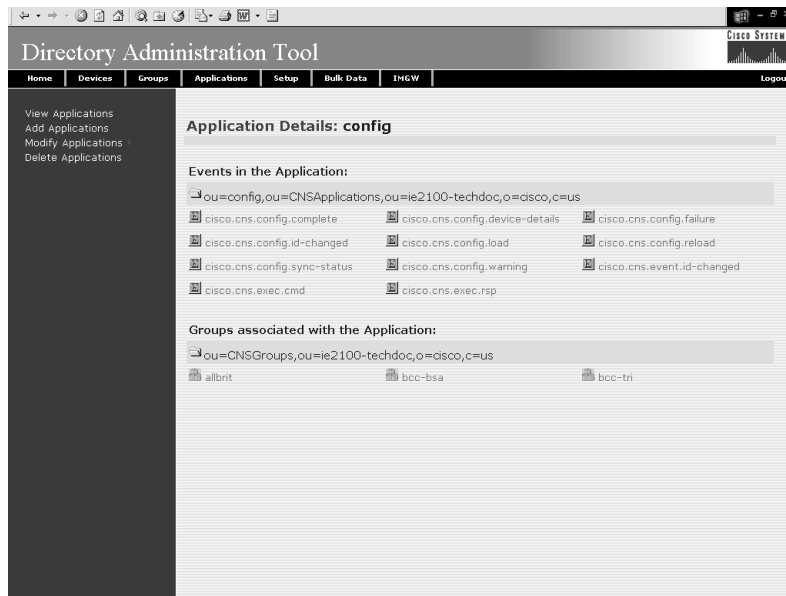 CISCO SYSTEM
Directory Administration Tool
Home Devices Groups Applications Setup Bulk Data IMGW Logou
View Applications
Add Applications
Modify Applications
Delete Applications
Application Details: config
Events in the Application:
ou=config,ou=CNSApplications,ou=ie2100-techdoc,o=cisco,c=us
E cisco.cns.config.complete E cisco.cns.config.device-details E cisco.cns.config.failure
E cisco.cns.config.id-changed E cisco.cns.config.load E cisco.cns.config.reload
E cisco.cns.config.sync-status E cisco.cns.config.warning E cisco.cns.event.id-changed
E cisco.cns.exec.cmd E cisco.cns.exec.rsp
Groups associated with the Application:
ou=CNSGroups,ou=ie2100-techdoc,o=cisco,c=us
allbrit bcc-bsa bcc-tri